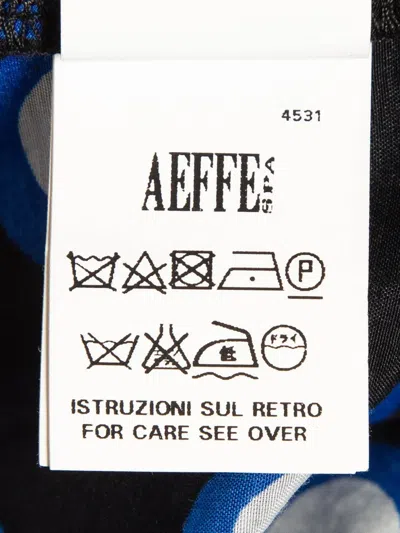 4531
AEFFE SPA
P
ドライ
ISTRUZIONI SUL RETRO
FOR CARE SEE OVER